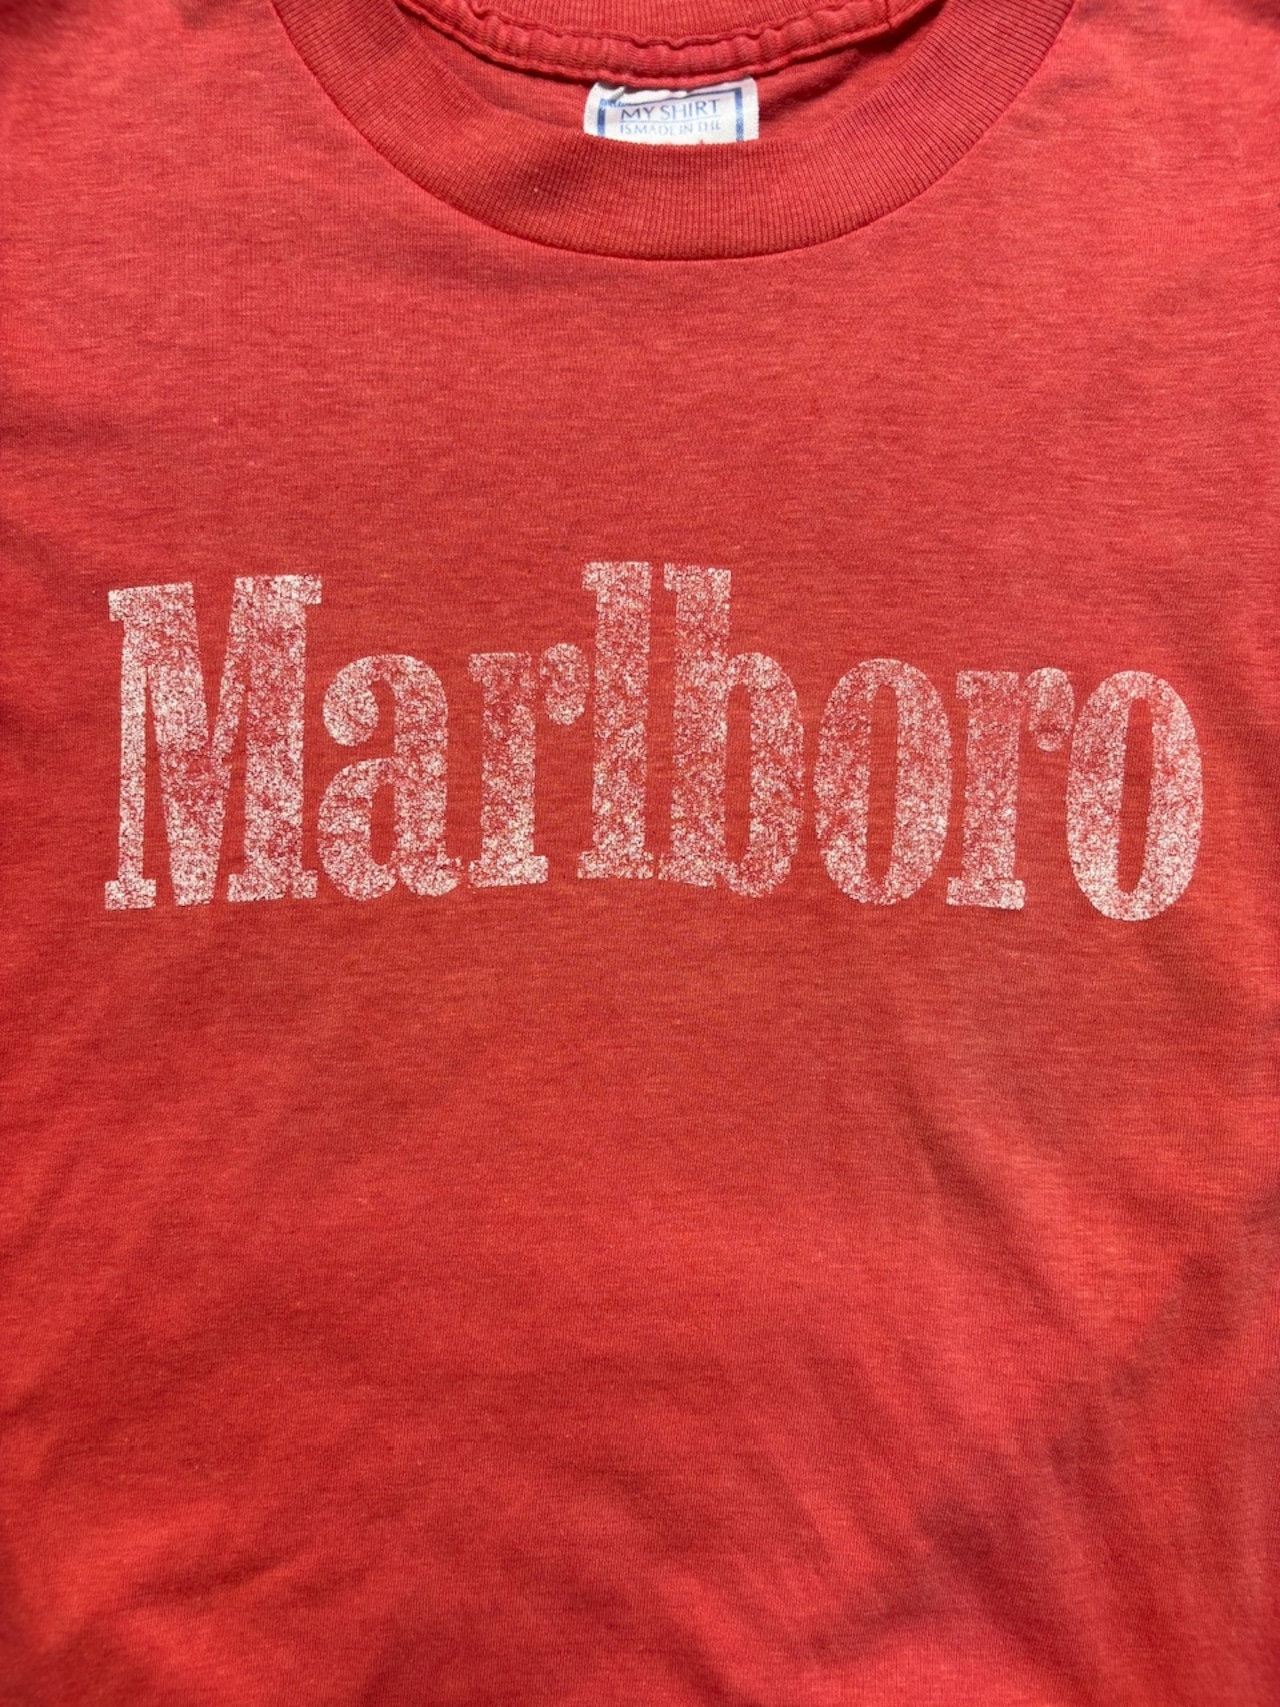 MY SHIRT
IS MADE IN THE
Marlboro